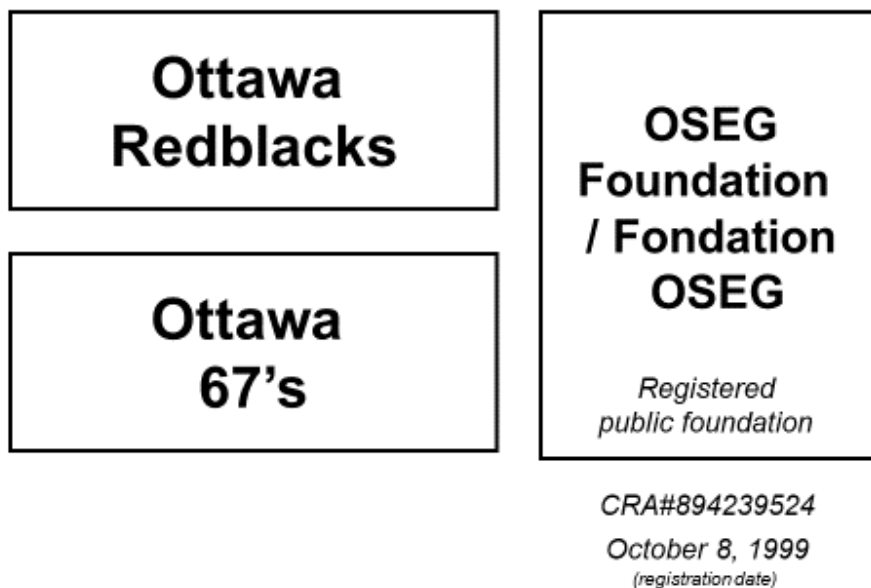 Ottawa
Redblacks
Ottawa
67’s
OSEG
Foundation
/ Fondation
OSEG
Registered
public foundation
CRA#894239524
October 8, 1999
(registration date)